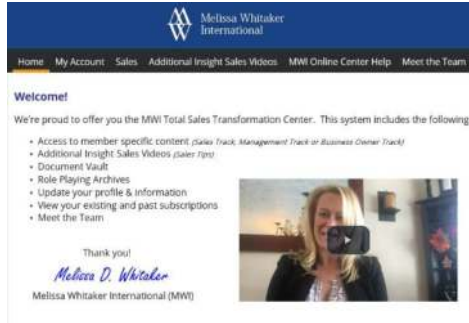 Melissa Whitaker
International
Home My Account Sales Additional Insight Sales Videos MWI Online Center Help Meet the Team
Welcome!
We're proud to offer you the MWI Total Sales Transformation Center. This system includes the following
• Access to member specific content (Sales Track, Management Track or Business Owner Track)
• Additional Insight Sales Videos (Sales Tips)
• Document Vault
• Role Playing Archives
• Update your profile & information
• View your existing and past subscriptions
• Meet the Team
Thank you!
Melissa D. Whitaker
Melissa Whitaker International (MWI)